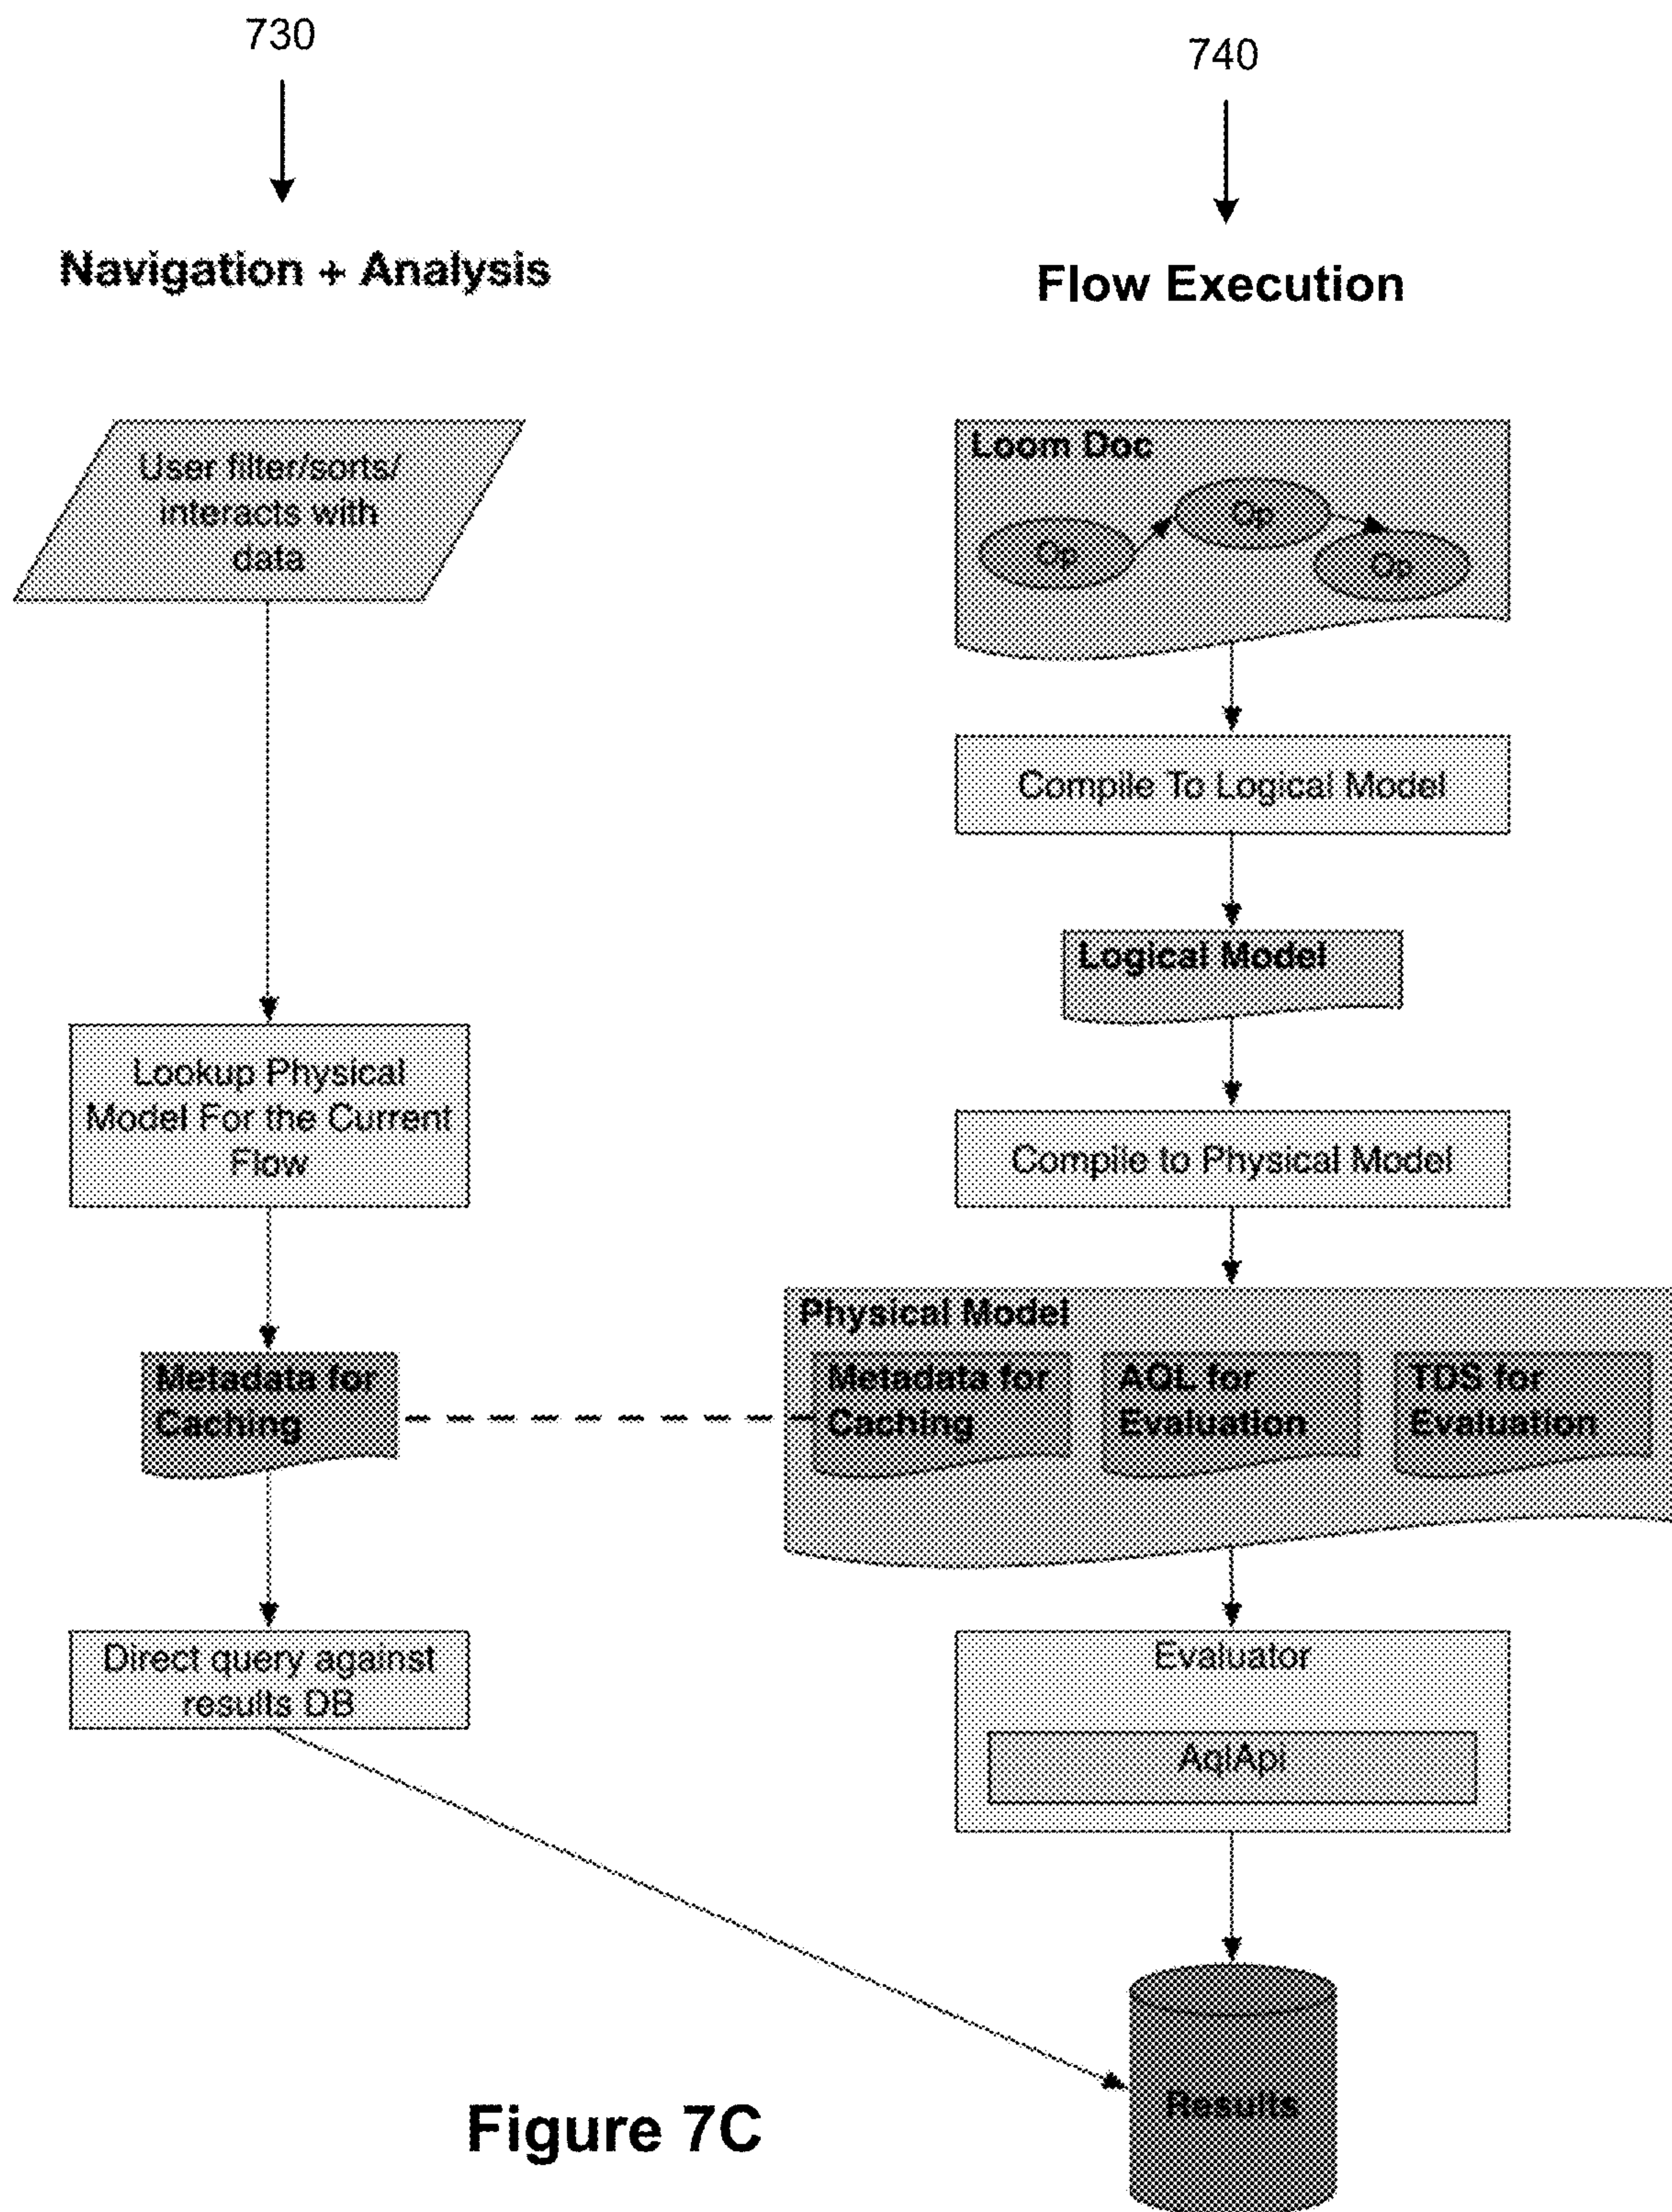 730
Navigation + Analysis
User filter/sorts/
interacts with
data
Lookup Physical
Model For the Current
Flow
Metadata for
Caching
Direct query against
results DB
740
Flow Execution
Loom Doc
Op
Op
Op
Compile To Logical Model
Logical Model
Compile to Physical Model
Physical Model
Metadata for
Caching
AQL for
Evaluation
TDS for
Evaluation
Evaluator
AqlApi
Results
Figure 7C